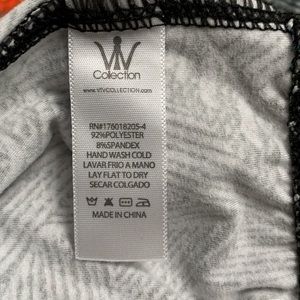 VIV
Collection
www.VIVCOLLECTION.com
RN#176018205-4
92%POLYESTER
8%SPANDEX
HAND WASH COLD
LAVAR FRIO A MANO
LAY FLAT TO DRY
SECAR COLGADO
MADE IN CHINA